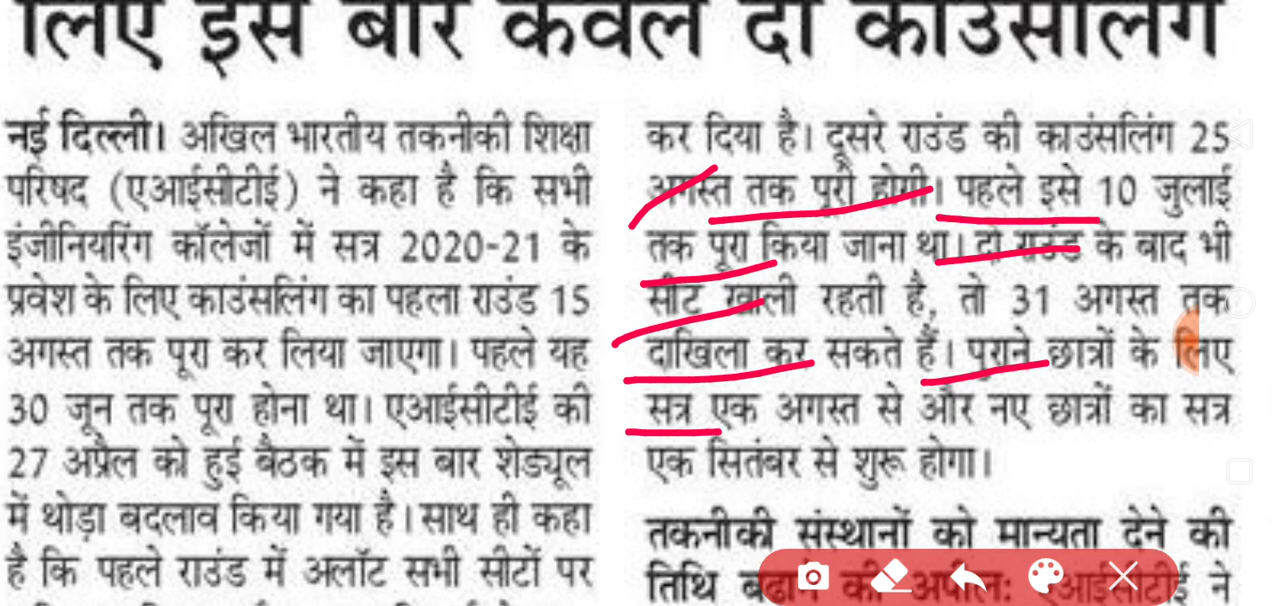 लिए इस बार केवल दो काउंसलिंग
नई दिल्ली। अखिल भारतीय तकनीकी शिक्षा
परिषद (एआईसीटीई) ने कहा है कि सभी
इंजीनियरिंग कॉलेजों में सत्र 2020-21 के
प्रवेश के लिए काउंसलिंग का पहला राउंड 15
अगस्त तक पूरा कर लिया जाएगा। पहले यह
30 जून तक पूरा होना था। एआईसीटीई की
27 अप्रैल को हुई बैठक में इस बार शेड्यूल
में थोड़ा बदलाव किया गया है। साथ ही कहा
है कि पहले राउंड में अलॉट सभी सीटों पर
कर दिया है। दूसरे राउंड की काउंसलिंग 25
अगस्त तक पूरी होगी। पहले इसे 10 जुलाई
तक पूरा किया जाना था। दो राउंड के बाद भी
सीट खाली रहती है, तो 31 अगस्त तक
दाखिला कर सकते हैं। पुराने छात्रों के लिए
सत्र एक अगस्त से और नए छात्रों का सत्र
एक सितंबर से शुरू होगा।
तकनीकी संस्थानों को मान्यता देने की
तिथि बढ़ाने की अपील: एआईसीटीई ने